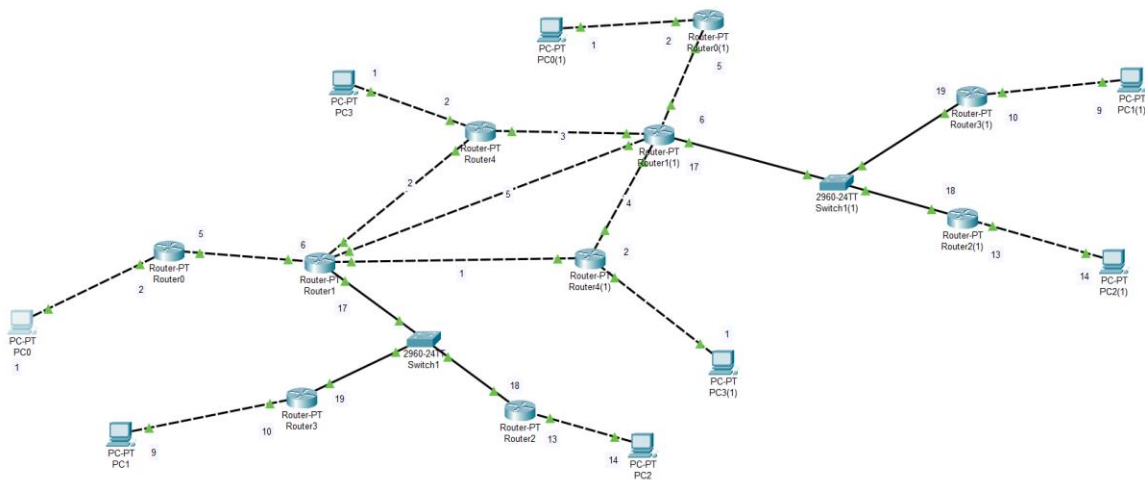 2
Router-PT
Router0(1)
1
PC-PT
PC0(1)
5
1
PC-PT
PC3
2
Router-PT
Router4
3
6
Router-PT
Router1(1)
17
19
Router-PT
Router3(1)
10
9
PC-PT
PC1(1)
2
5
4
2960-24TT
Switch1(1)
18
Router-PT
Router2(1)
13
14
PC-PT
PC2(1)
5
Router-PT
Router0
2
6
Router-PT
Router1
17
1
2
Router-PT
Router4(1)
1
PC-PT
PC3(1)
PC-PT
PC0
1
2960-24TT
Switch1
19
Router-PT
Router3
10
9
PC-PT
PC1
18
Router-PT
Router2
13
14
PC-PT
PC2